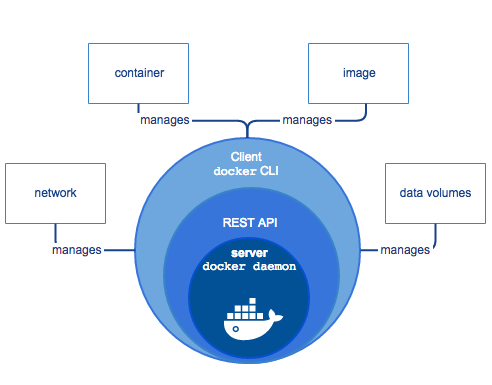 container
image
manages
manages
Client
docker CLI
network
data volumes
REST API
manages
manages
server
docker daemon